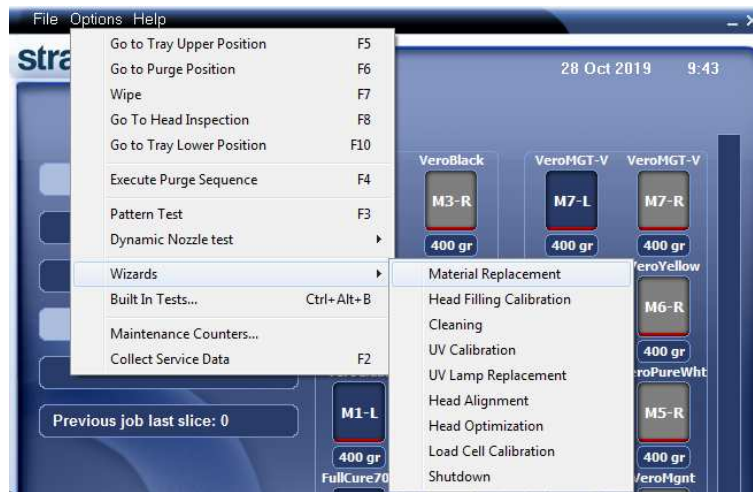 File Options Help
stra
28 Oct 2019 9:43
Go to Tray Upper Position F5
Go to Purge Position F6
Wipe F7
Go To Head Inspection F8
Go to Tray Lower Position F10
Execute Purge Sequence F4
Pattern Test F3
Dynamic Nozzle test
Wizards
Built In Tests... Ctrl+Alt+B
Maintenance Counters...
Collect Service Data F2
Material Replacement
Head Filling Calibration
Cleaning
UV Calibration
UV Lamp Replacement
Head Alignment
Head Optimization
Load Cell Calibration
Shutdown
VeroBlack VeroMGT-V VeroMGT-V
M3-R M7-L M7-R
400 gr 400 gr 400 gr
VeroYellow
M6-R
400 gr
eroPureWht
Previous job last slice: 0
M1-L M5-R
400 gr 400 gr
FullCure70 VeroMgnt